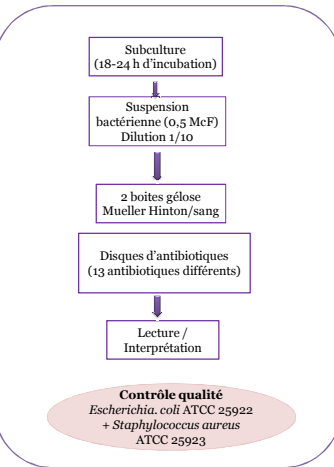 Subculture
(18-24 h d’incubation)
Suspension
bactérienne (0,5 McF)
Dilution 1/10
2 boites gélose
Mueller Hinton/sang
Disques d’antibiotiques
(13 antibiotiques différents)
Lecture /
Interprétation
Contrôle qualité
Escherichia. coli ATCC 25922
+ Staphylococcus aureus
ATCC 25923